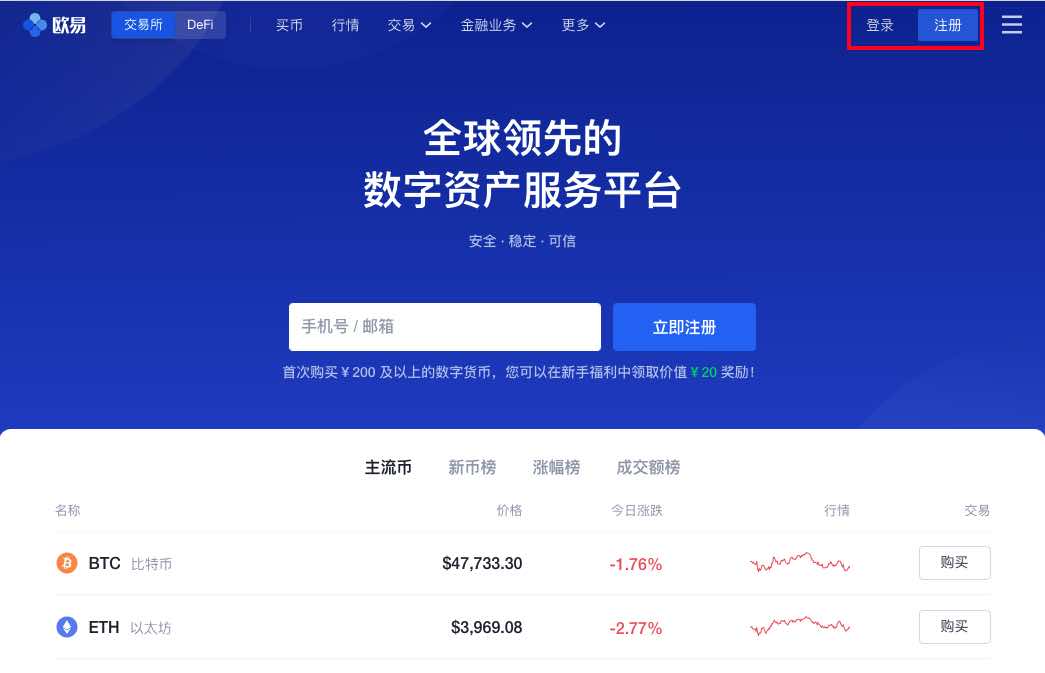 欧易 交易所 DeFi 买币 行情 交易 金融业务 更多 登录 注册
全球领先的
数字资产服务平台
安全 · 稳定 · 可信
手机号 / 邮箱 立即注册
首次购买 ¥ 200 及以上的数字货币，您可以在新手福利中领取价值 ¥ 20 奖励！
主流币 新币榜 涨幅榜 成交额榜
名称 价格 今日涨跌 行情 交易
BTC 比特币 $47,733.30 -1.76% 购买
ETH 以太坊 $3,969.08 -2.77% 购买